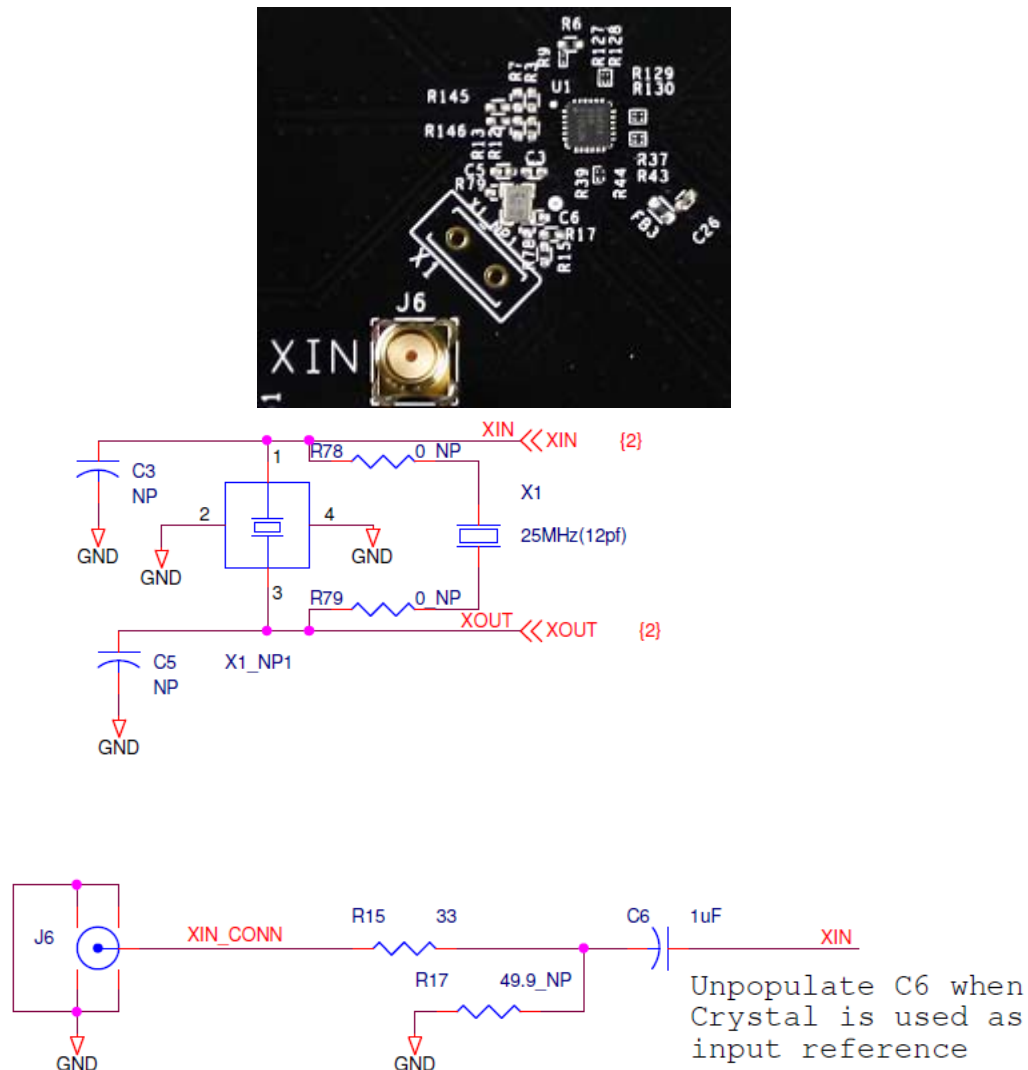 R6
R127
R128
R9
R7
R3
U1
R129
R130
R145
R146
R13
R12
R37
R43
C5
R79
R39
R44
C6
R17
R78
R15
FB3
C26
X1
J6
XIN
XIN
XIN {2}
R78 0_NP
1
C3
NP
X1
2
4
25MHz(12pf)
GND
GND
GND
3
R79 0_NP
XOUT
XOUT {2}
C5
NP
X1_NP1
GND
J6
XIN_CONN
R15 33
C6 1uF
XIN
R17 49.9_NP
GND
GND
Unpopulate C6 when
Crystal is used as
input reference